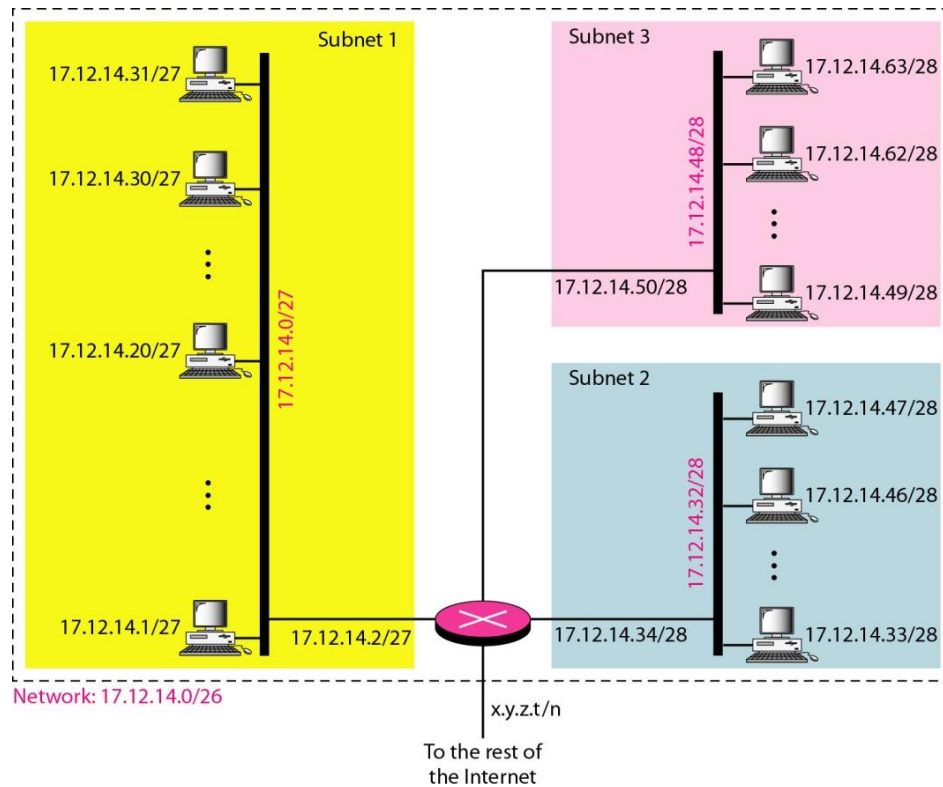 Subnet 1
17.12.14.31/27
17.12.14.30/27
17.12.14.20/27
17.12.14.0/27
17.12.14.1/27
17.12.14.2/27
Subnet 3
17.12.14.63/28
17.12.14.48/28
17.12.14.62/28
17.12.14.50/28
17.12.14.49/28
Subnet 2
17.12.14.47/28
17.12.14.32/28
17.12.14.46/28
17.12.14.34/28
17.12.14.33/28
Network: 17.12.14.0/26
x.y.z.t/n
To the rest of
the Internet